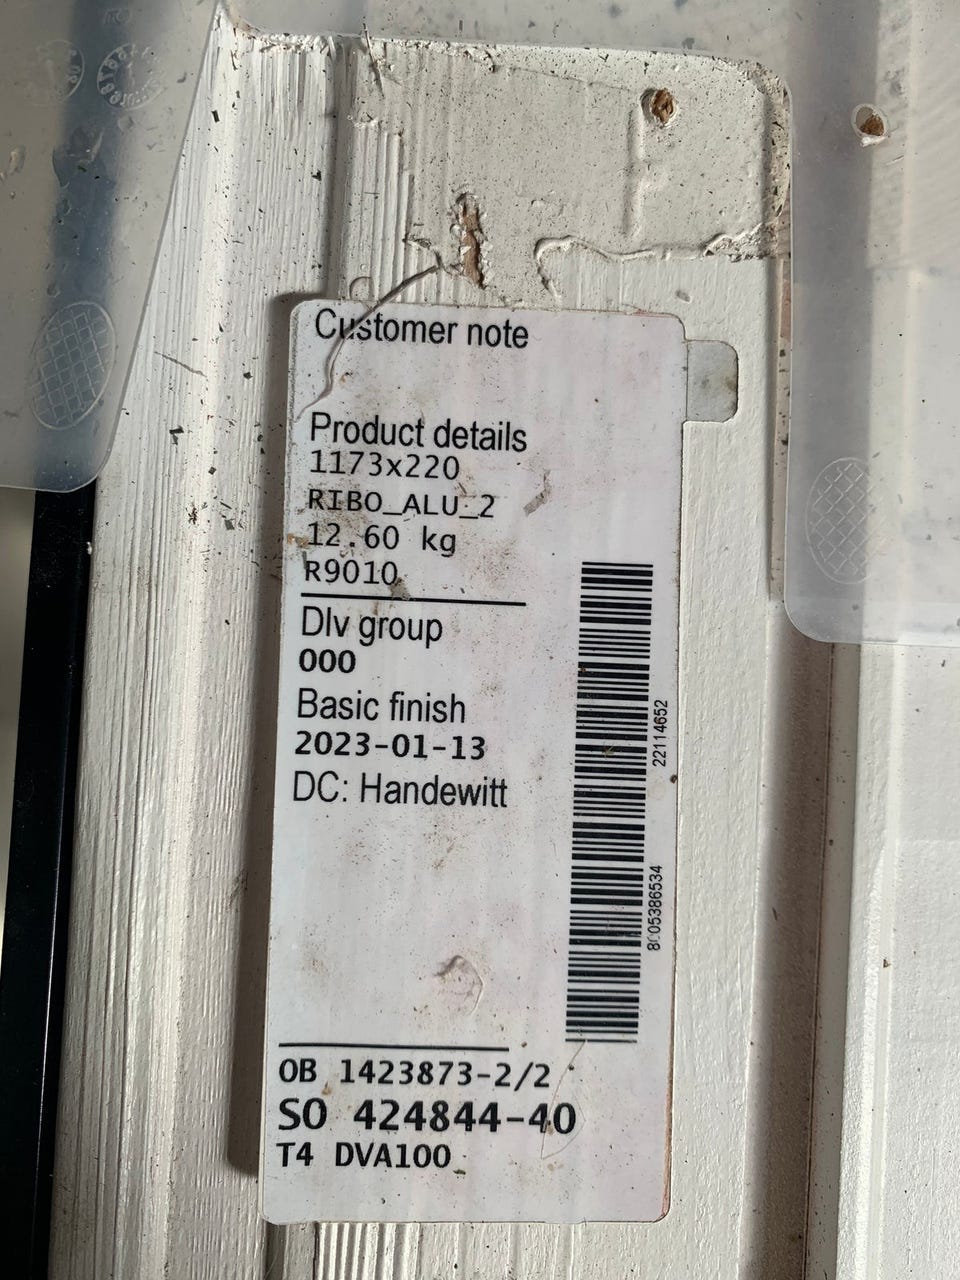 Customer note
Product details
1173x220
RIBO_ALU_2
12.60 kg
R9010
Dlv group
000
Basic finish
2023-01-13
DC: Handewitt
22114652
8005386534
OB 1423873-2/2
SO 424844-40
T4 DVA100